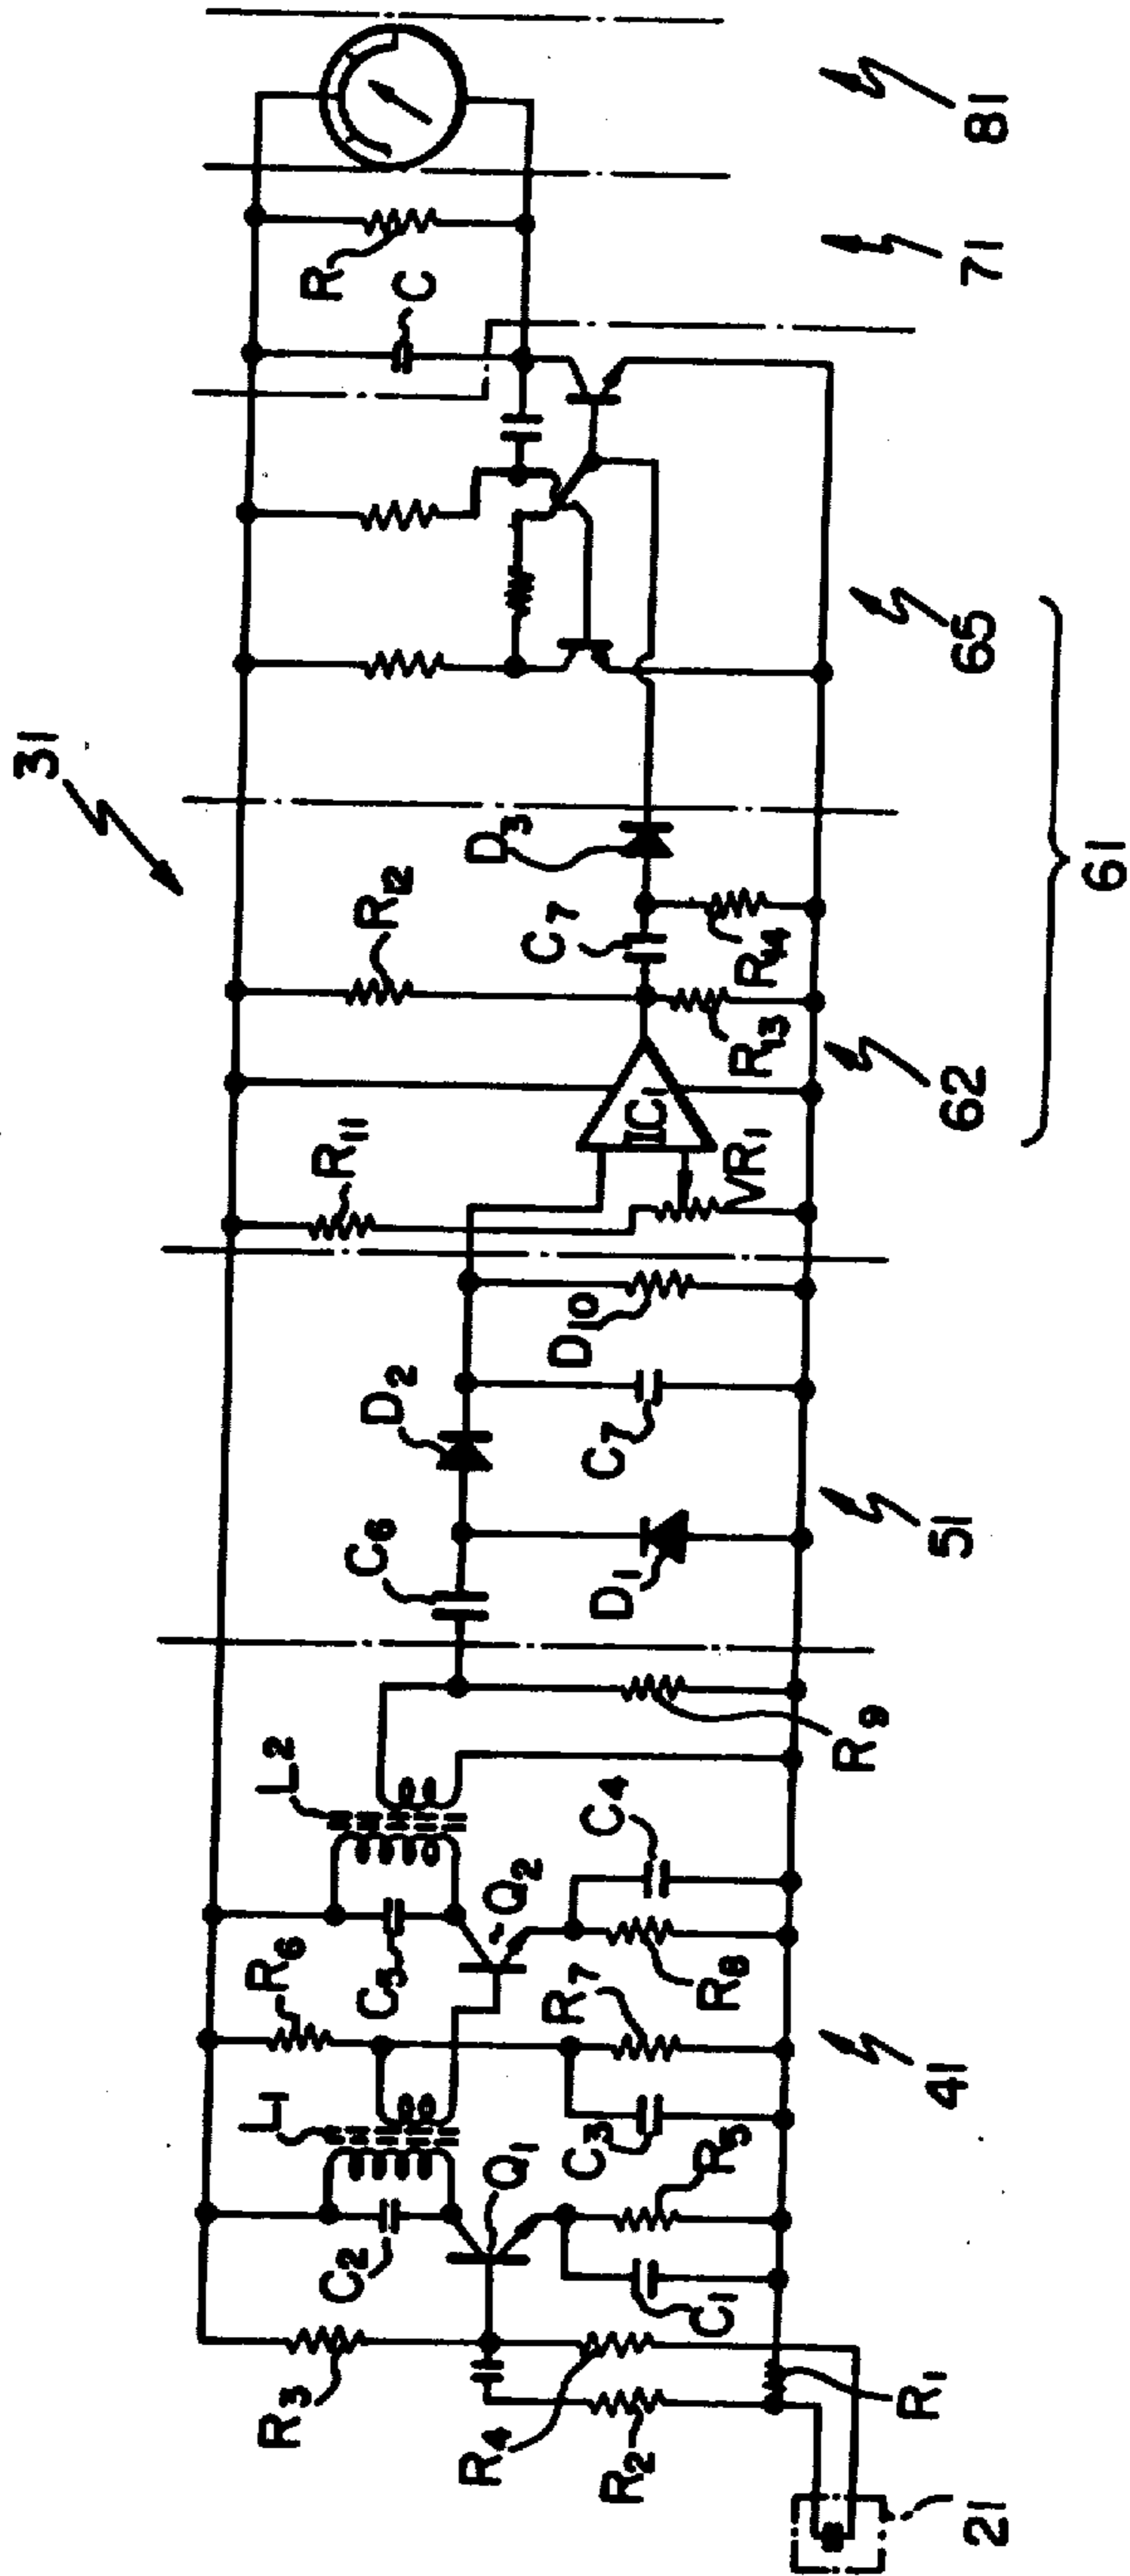 31
R3
R4
R2
R1
21
C2
L1
Q1
C1
R5
C3
R6
R7
41
C5
L2
Q2
R8
C4
R9
C6
D1
D2
C7
D10
51
R11
IC1
VR1
R12
R13
C7
R14
D3
62
65
61
C
R
71
81